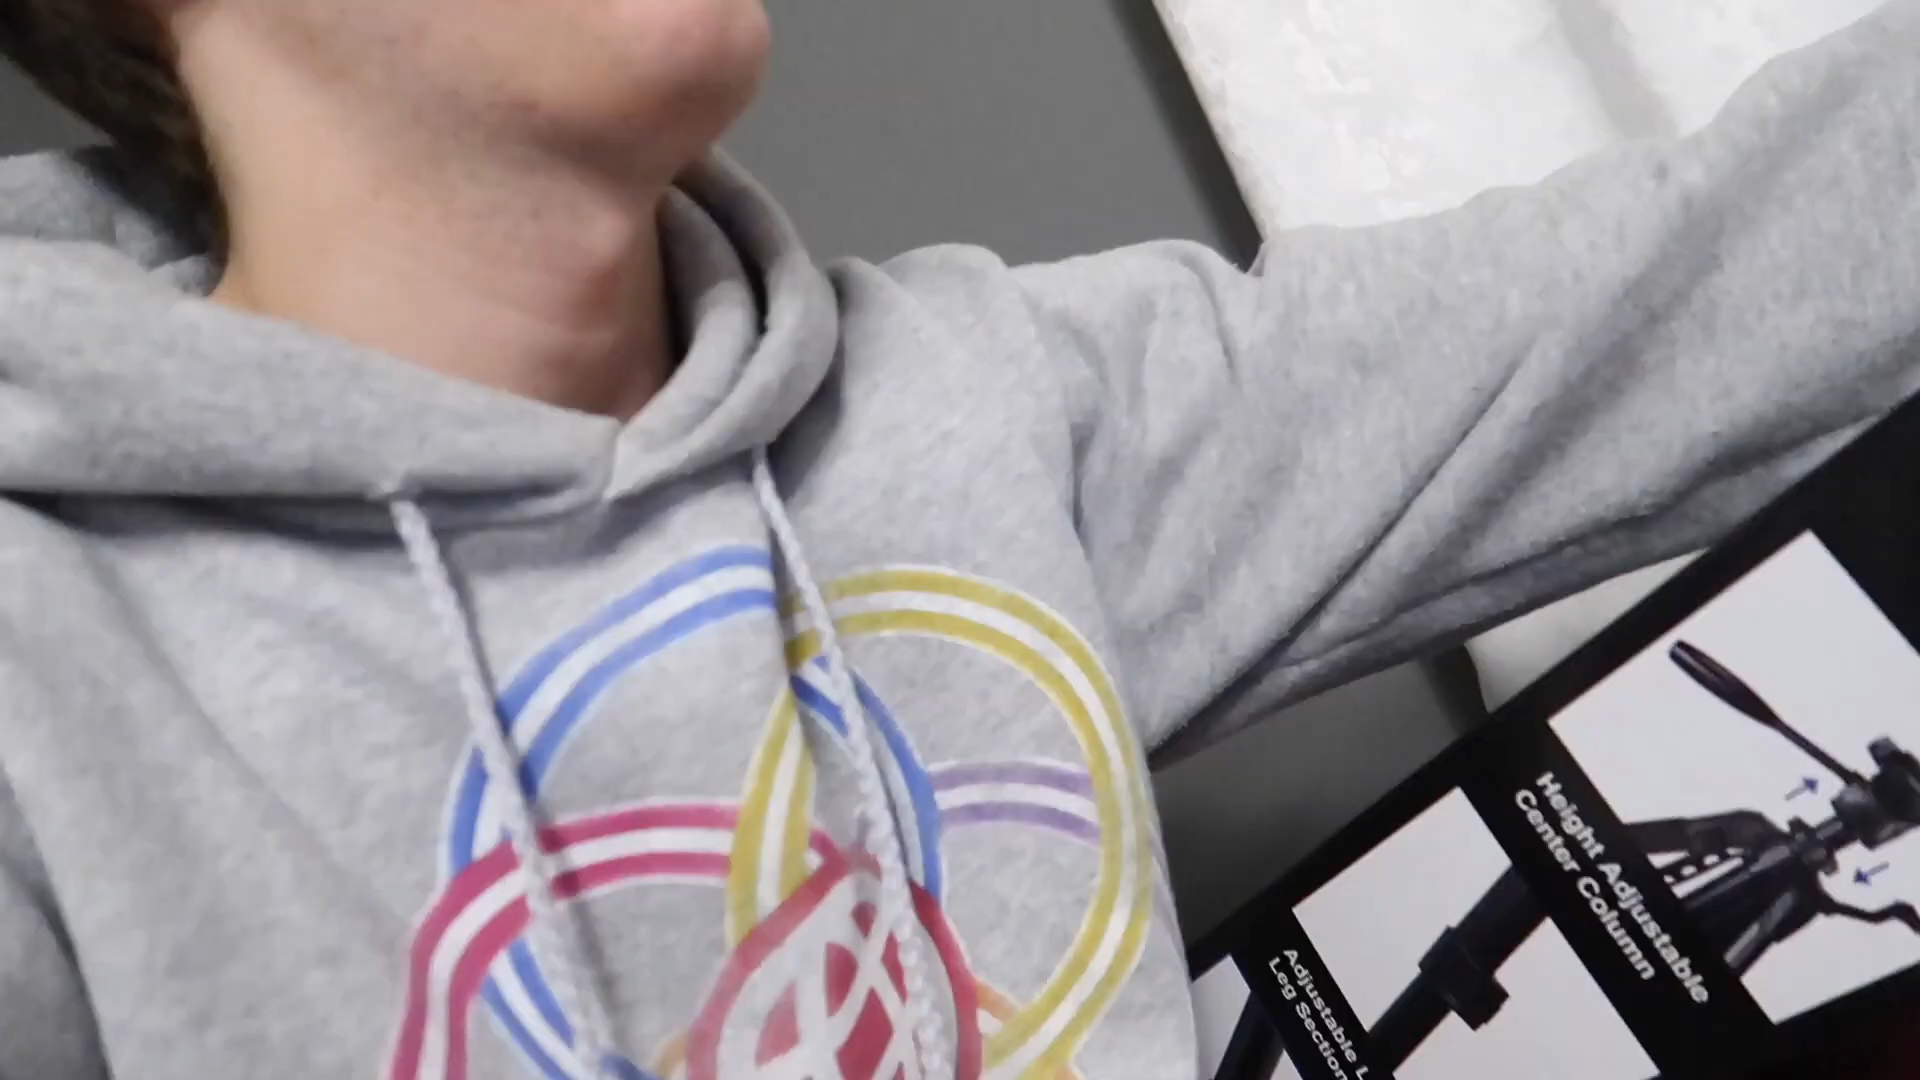 Height Adjustable
Center Column
Adjustable
Leg Section